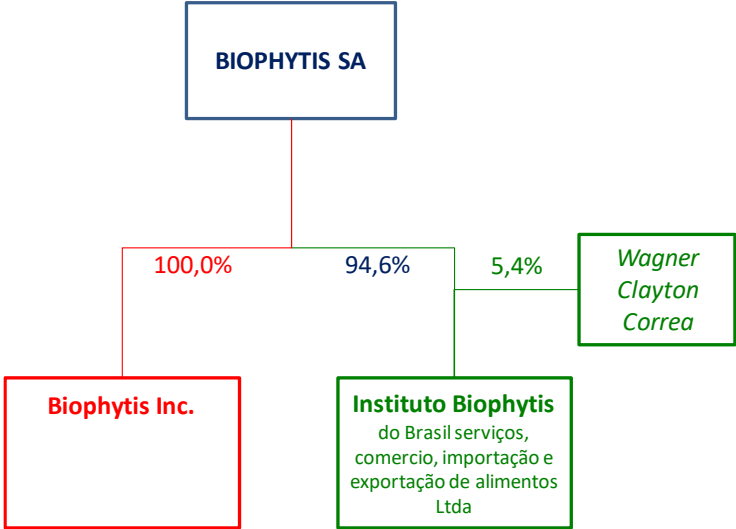 BIOPHYTIS SA
100,0%
94,6%
5,4%
Wagner
Clayton
Correa
Biophytis Inc.
Instituto Biophytis
do Brasil serviços,
comercio, importação e
exportação de alimentos
Ltda